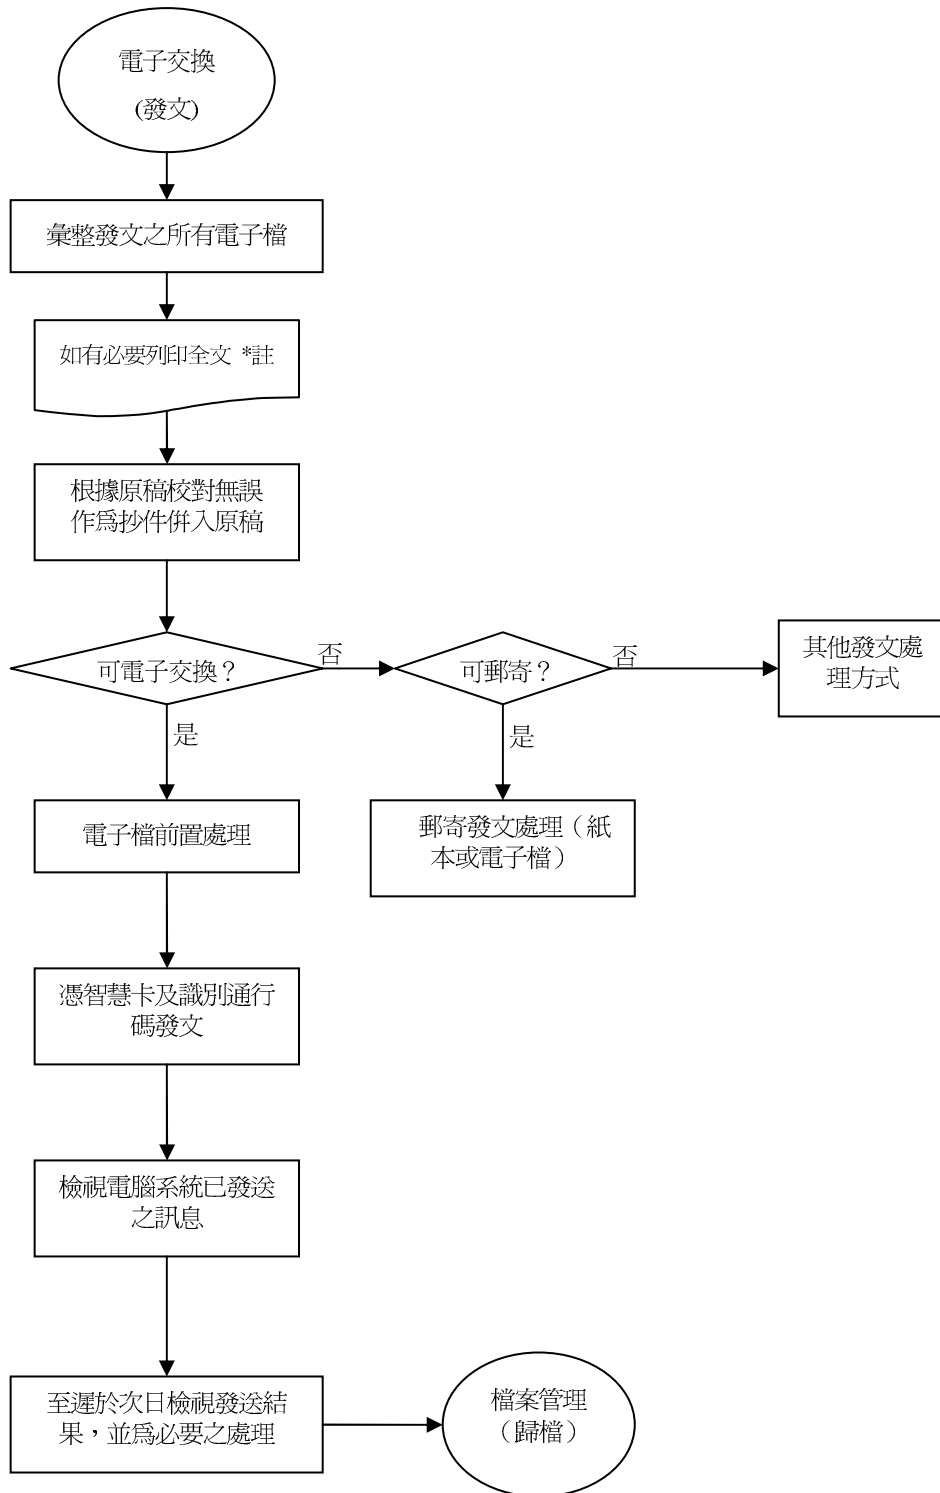 電子交換
(發文)
彙整發文之所有電子檔
如有必要列印全文 *註
根據原稿校對無誤
作爲抄件併入原稿
可電子交換？
否
可郵寄？
否
其他發文處
理方式
是
是
電子檔前置處理
郵寄發文處理（紙
本或電子檔）
憑智慧卡及識別通行
碼發文
檢視電腦系統已發送
之訊息
至遲於次日檢視發送結
果，並爲必要之處理
檔案管理
（歸檔）